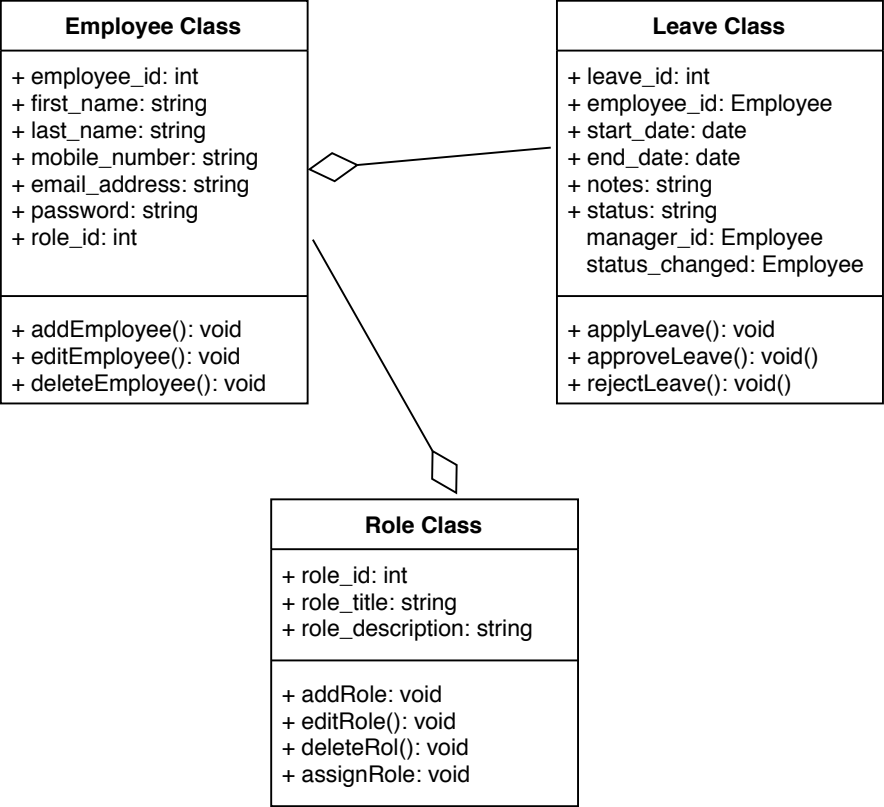 Employee Class
+ employee_id: int
+ first_name: string
+ last_name: string
+ mobile_number: string
+ email_address: string
+ password: string
+ role_id: int
+ addEmployee(): void
+ editEmployee(): void
+ deleteEmployee(): void
Leave Class
+ leave_id: int
+ employee_id: Employee
+ start_date: date
+ end_date: date
+ notes: string
+ status: string
manager_id: Employee
status_changed: Employee
+ applyLeave(): void
+ approveLeave(): void()
+ rejectLeave(): void()
Role Class
+ role_id: int
+ role_title: string
+ role_description: string
+ addRole: void
+ editRole(): void
+ deleteRol(): void
+ assignRole: void